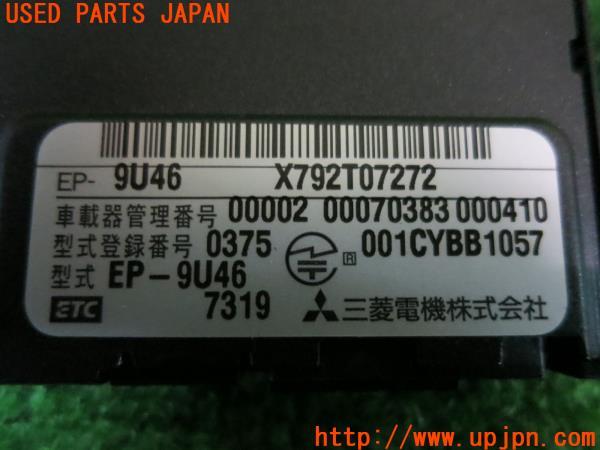 USED PARTS JAPAN
EP- 9U46 X792T07272
車載器管理番号 00002 00070383 000410
型式登録番号 0375 R 001CYBB1057
型式 EP-9U46
ETC 7319 三菱電機株式会社
UPJ
http://www.upjpn.com/